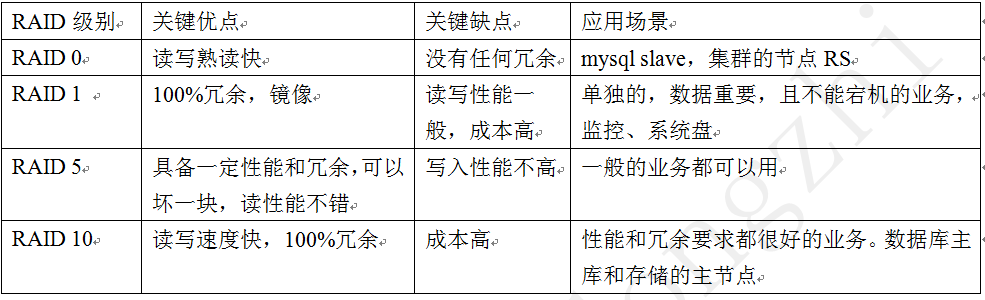 RAID 级别 关键优点 关键缺点 应用场景
RAID 0 读写熟读快 没有任何冗余 mysql slave，集群的节点 RS
RAID 1 100%冗余，镜像 读写性能一 单独的，数据重要，且不能宕机的业务，
般，成本高 监控、系统盘
RAID 5 具备一定性能和冗余，可以 写入性能不高 一般的业务都可以用
坏一块，读性能不错
RAID 10 读写速度快，100%冗余 成本高 性能和冗余要求都很好的业务。数据库主
库和存储的主节点